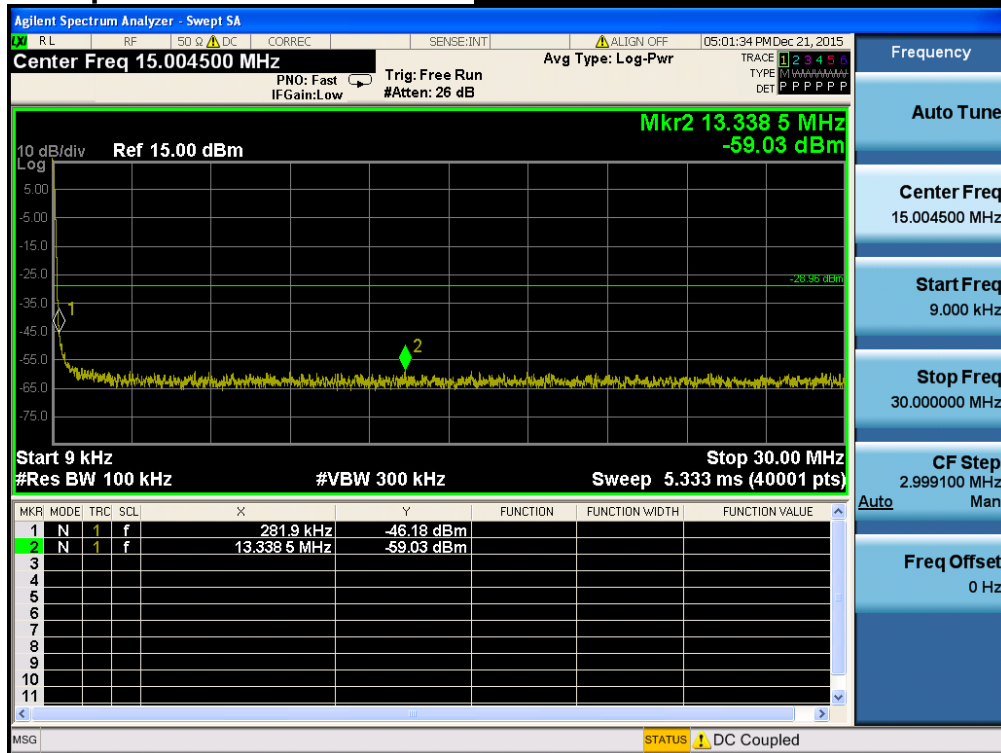 Agilent Spectrum Analyzer - Swept SA
LXI RL RF 50 Ω DC CORREC SENSE:INT ALIGN OFF 05:01:34 PM Dec 21, 2015
Center Freq 15.004500 MHz
PNO: Fast
IFGain:Low
Trig: Free Run
#Atten: 26 dB
Avg Type: Log-Pwr
TRACE 1 2 3 4 5 6
TYPE M
DET P P P P P P
Mkr2 13.338 5 MHz
-59.03 dBm
10 dB/div Ref 15.00 dBm
Log
5.00
-5.00
-15.0
-25.0
-28.96 dBm
-35.0
1
-45.0
2
-55.0
-65.0
-75.0
Start 9 kHz Stop 30.00 MHz
#Res BW 100 kHz #VBW 300 kHz Sweep 5.333 ms (40001 pts)
MKR MODE TRC SCL X Y FUNCTION FUNCTION WIDTH FUNCTION VALUE
1 N 1 f 281.9 kHz -46.18 dBm
2 N 1 f 13.338 5 MHz -59.03 dBm
3
4
5
6
7
8
9
10
11
MSG STATUS DC Coupled
Frequency
Auto Tune
Center Freq
15.004500 MHz
Start Freq
9.000 kHz
Stop Freq
30.000000 MHz
CF Step
2.999100 MHz
Auto Man
Freq Offset
0 Hz